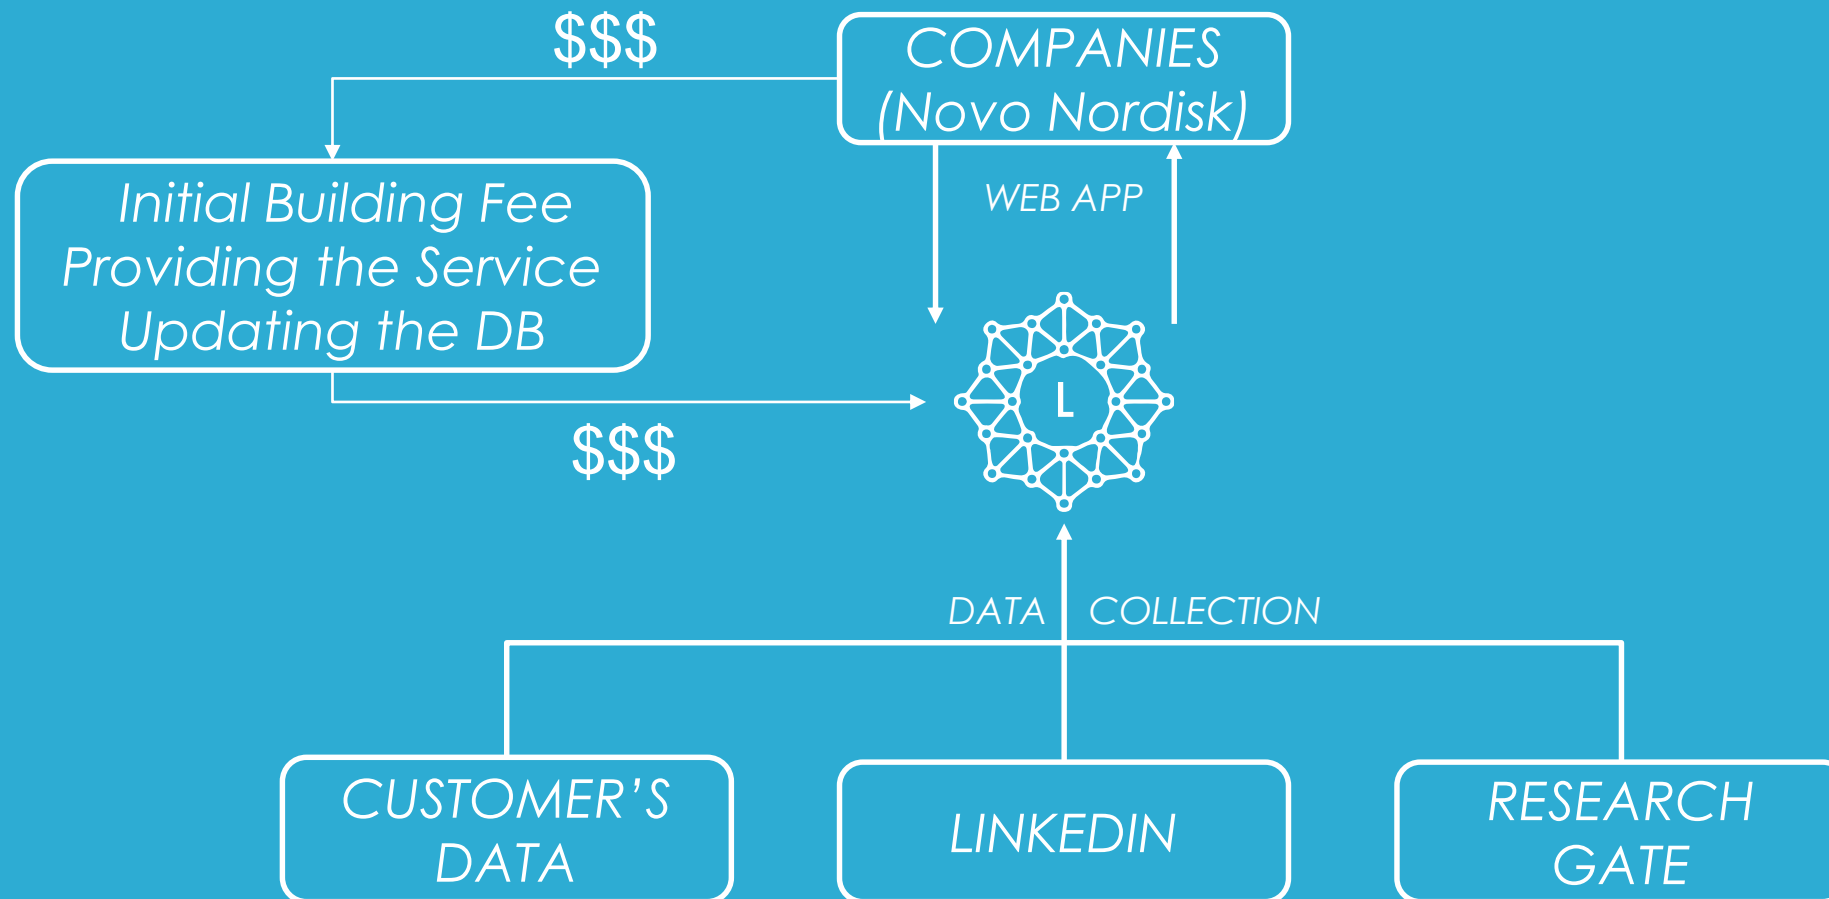 $$$
COMPANIES
(Novo Nordisk)
WEB APP
Initial Building Fee
Providing the Service
Updating the DB
L
$$$
DATA COLLECTION
CUSTOMER’S
DATA
LINKEDIN
RESEARCH
GATE